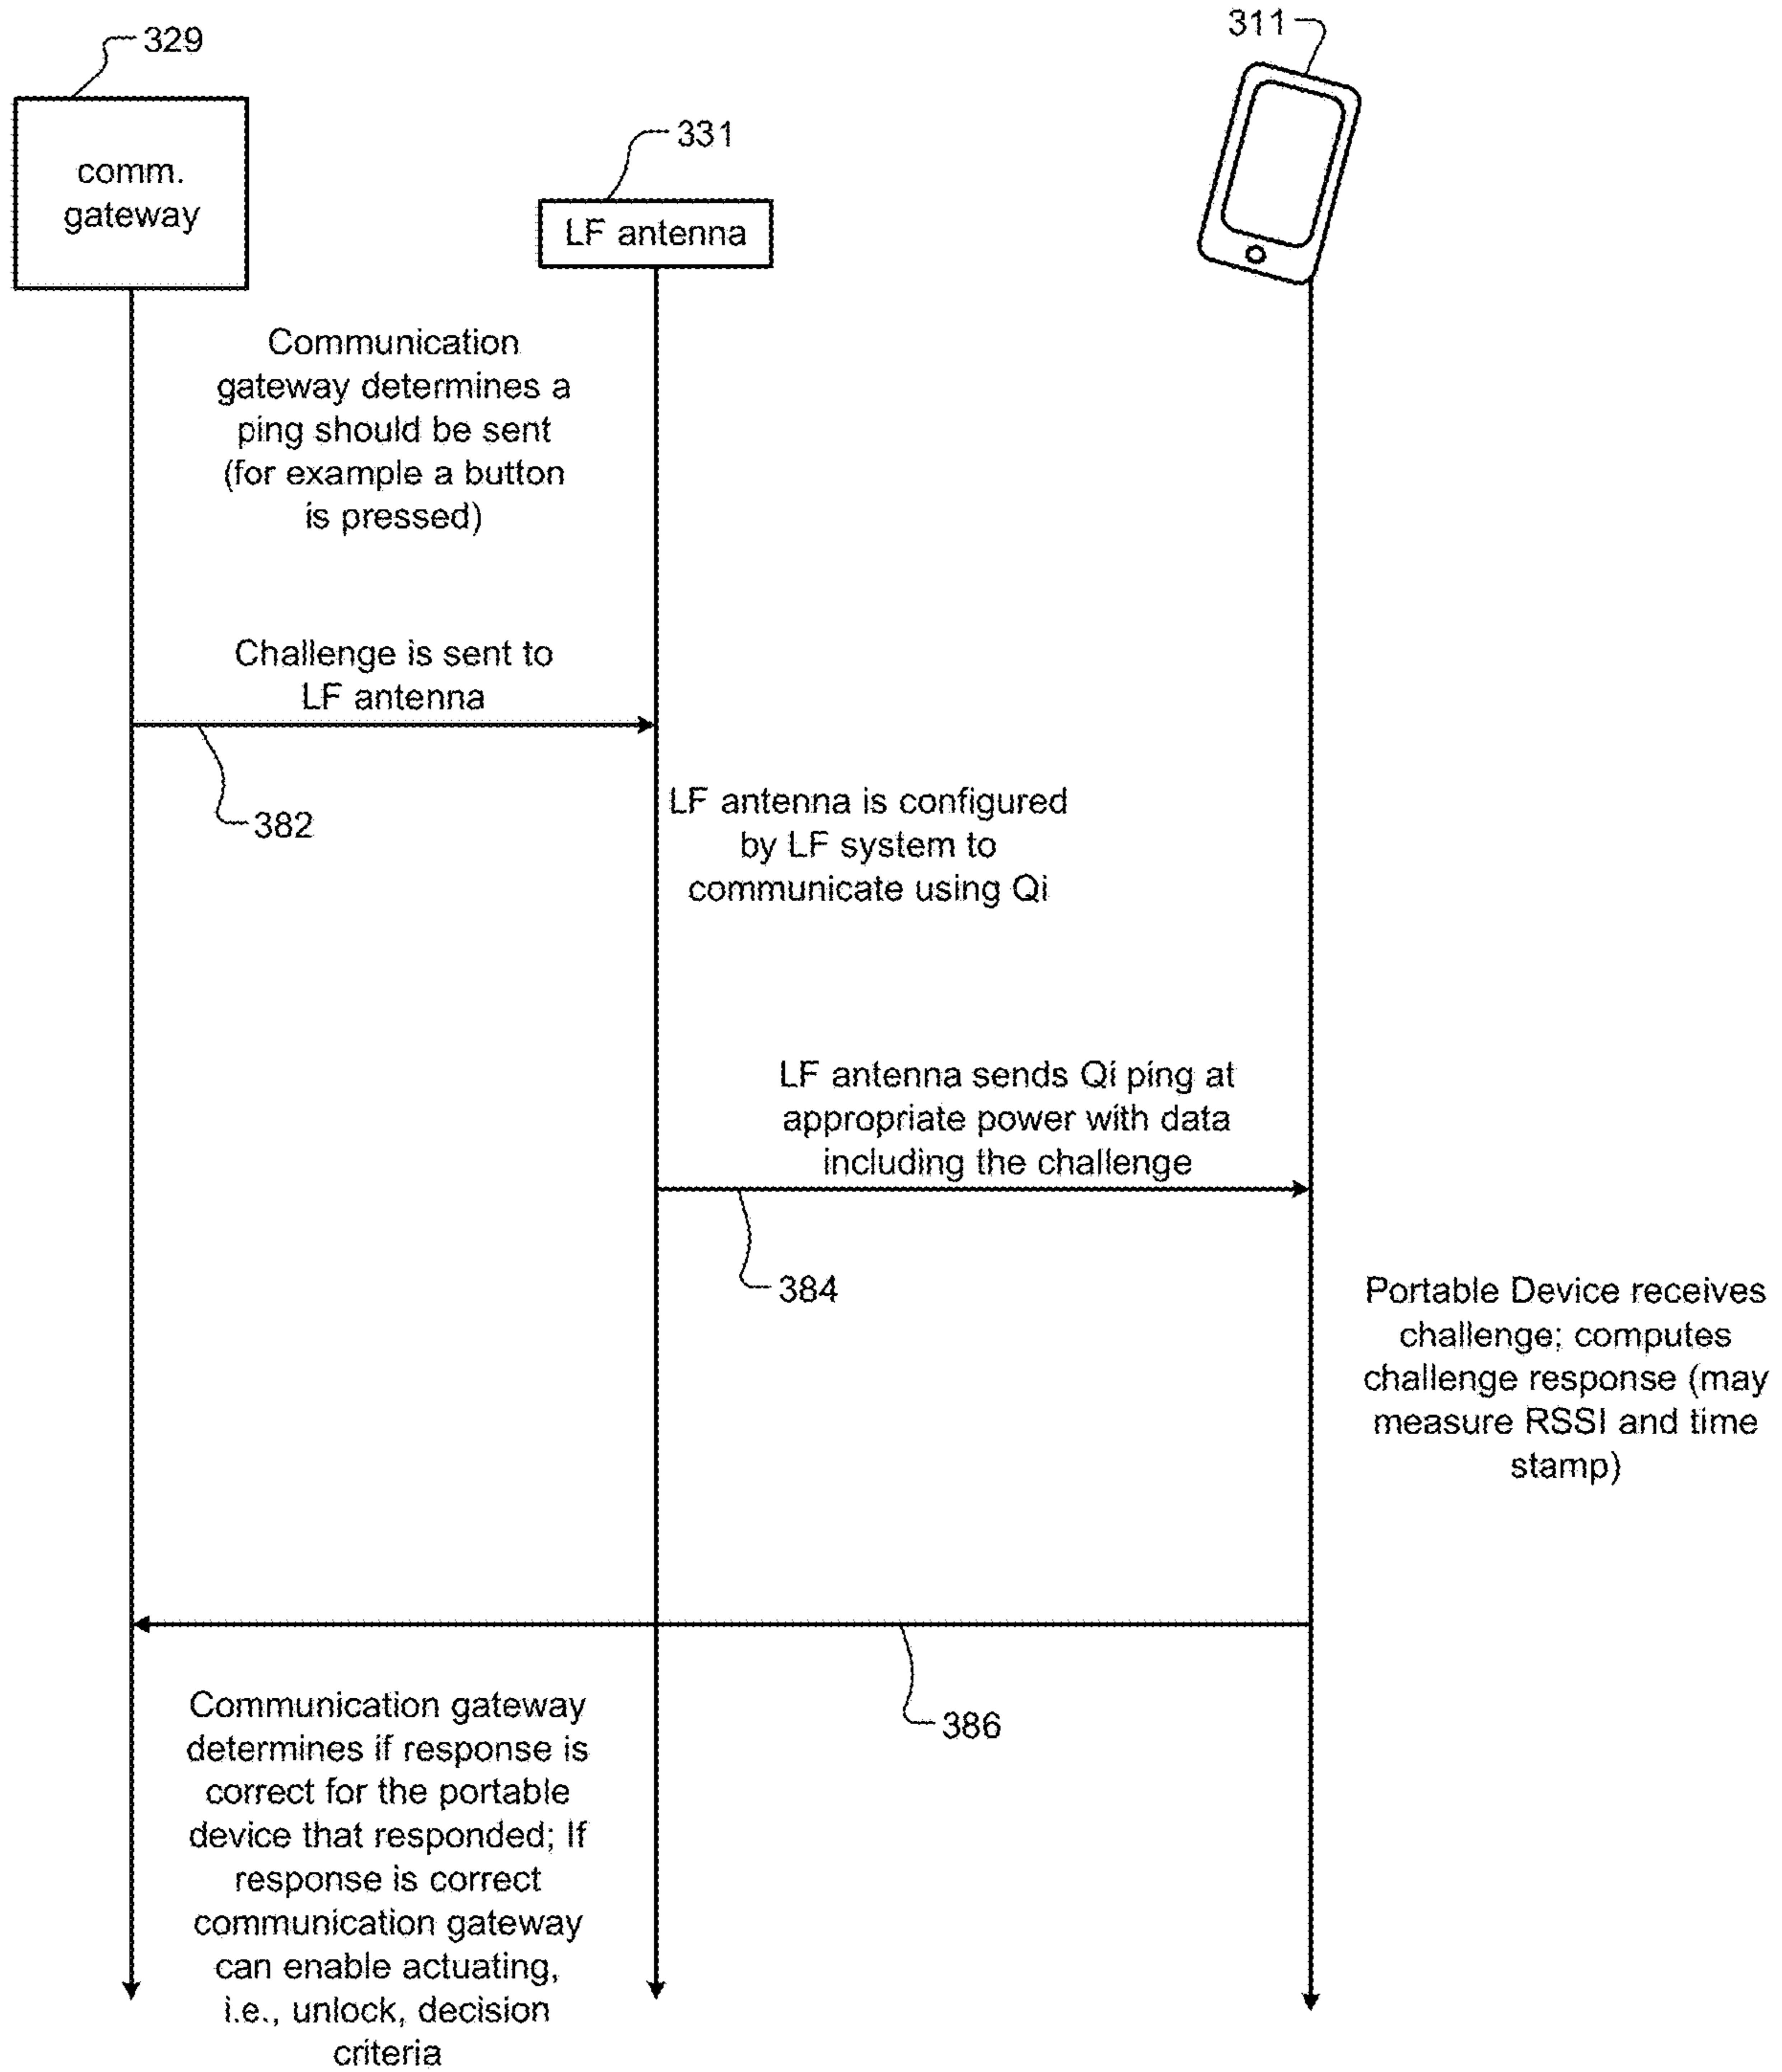 329
311
331
comm.
gateway
LF antenna
Communication
gateway determines a
ping should be sent
(for example a button
is pressed)
Challenge is sent to
LF antenna
382
LF antenna is configured
by LF system to
communicate using Qi
LF antenna sends Qi ping at
appropriate power with data
including the challenge
384
Portable Device receives
challenge; computes
challenge response (may
measure RSSI and time
stamp)
386
Communication gateway
determines if response is
correct for the portable
device that responded; If
response is correct
communication gateway
can enable actuating,
i.e., unlock, decision
criteria